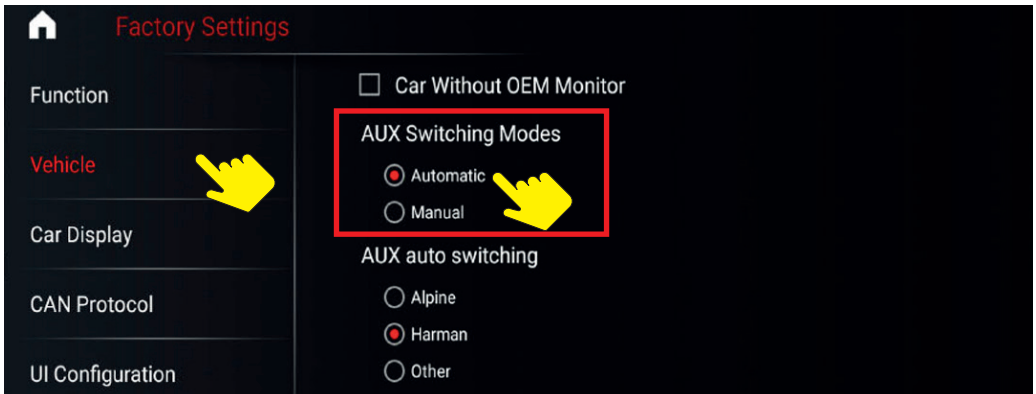 Factory Settings
Function
Vehicle
Car Display
CAN Protocol
UI Configuration
Car Without OEM Monitor
AUX Switching Modes
Automatic
Manual
AUX auto switching
Alpine
Harman
Other